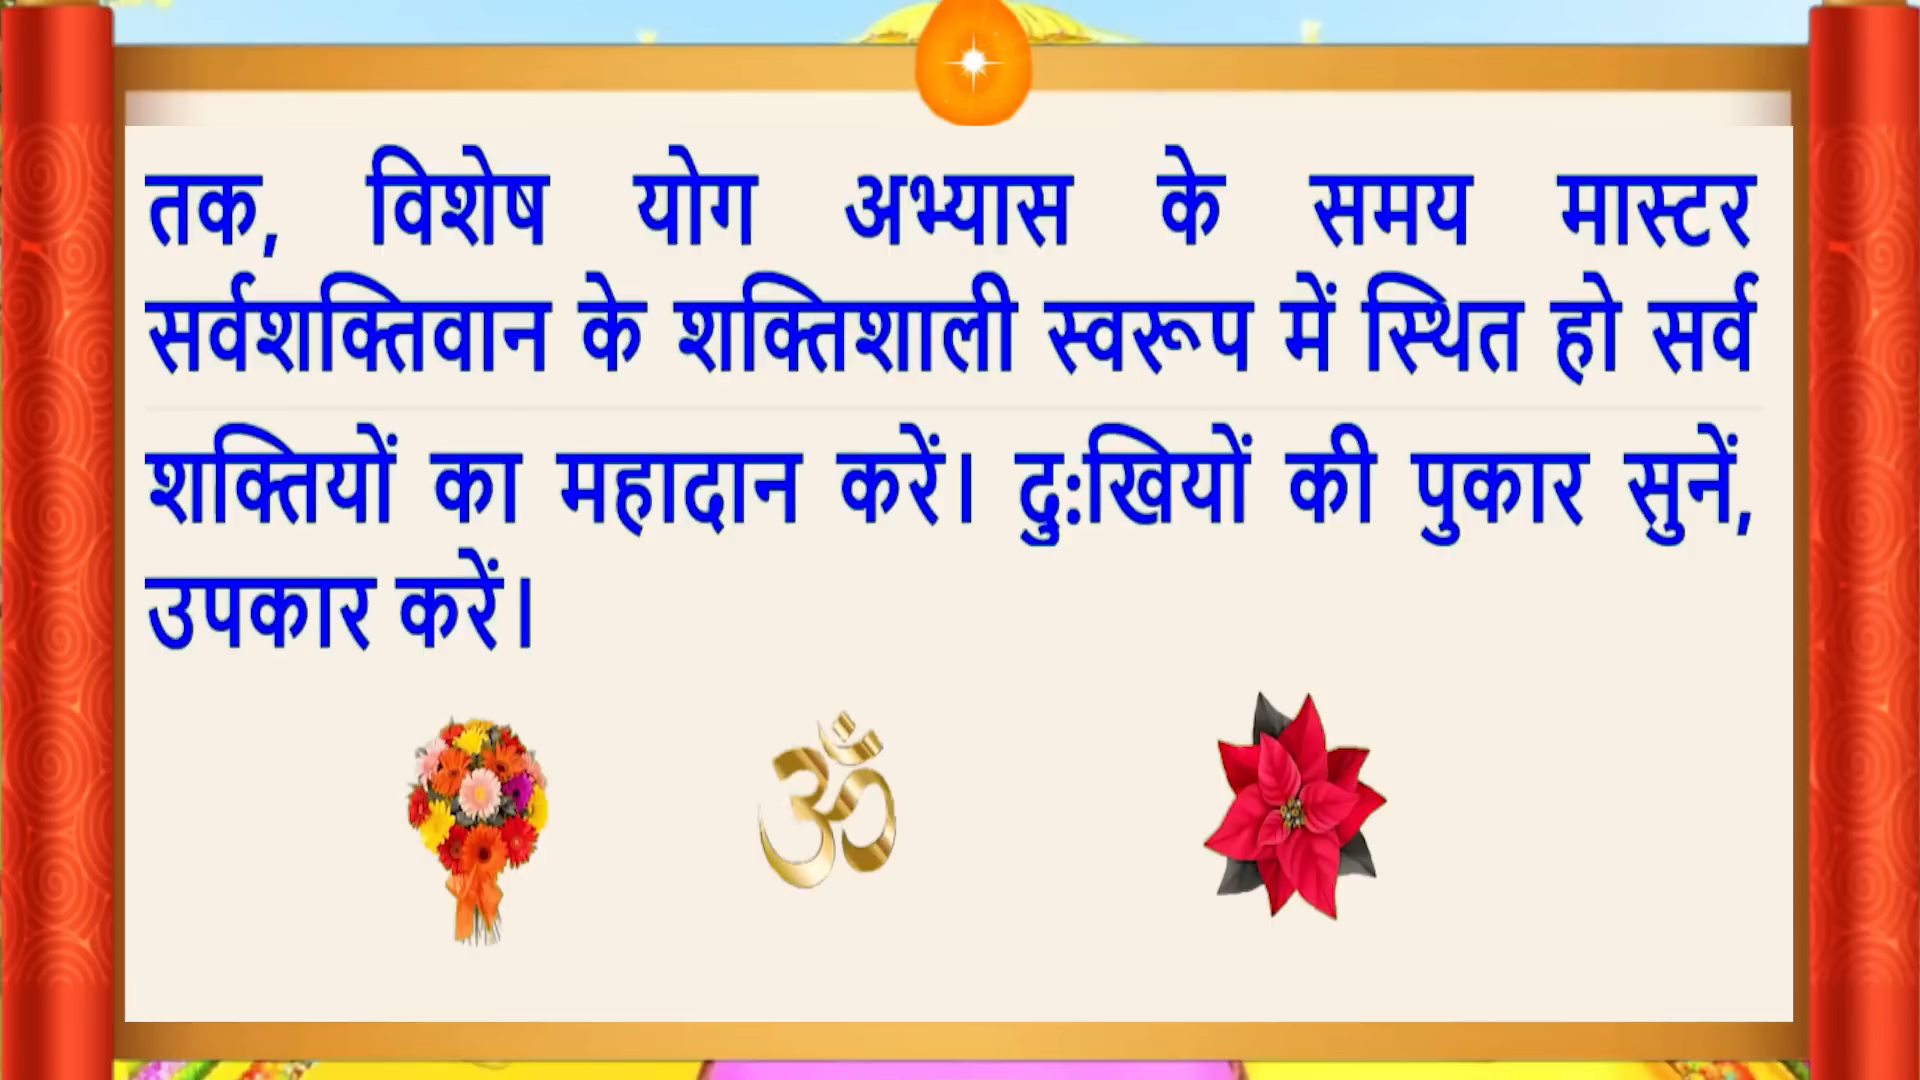 तक, विशेष योग अभ्यास के समय मास्टर
सर्वशक्तिवान के शक्तिशाली स्वरूप में स्थित हो सर्व
शक्तियों का महादान करें। दु:खियों की पुकार सुनें,
उपकार करें।
ॐ